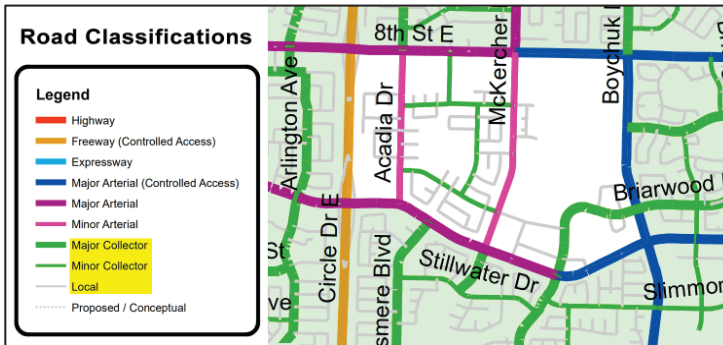 Road Classifications
Legend
Highway
Freeway (Controlled Access)
Expressway
Major Arterial (Controlled Access)
Major Arterial
Minor Arterial
Major Collector
Minor Collector
Local
Proposed / Conceptual
8th St E
Arlington Ave
Circle Dr E
Acadia Dr
McKercher
Boychuk
Briarwood
Stillwater Dr
Slimmon
smere Blvd
St
ve